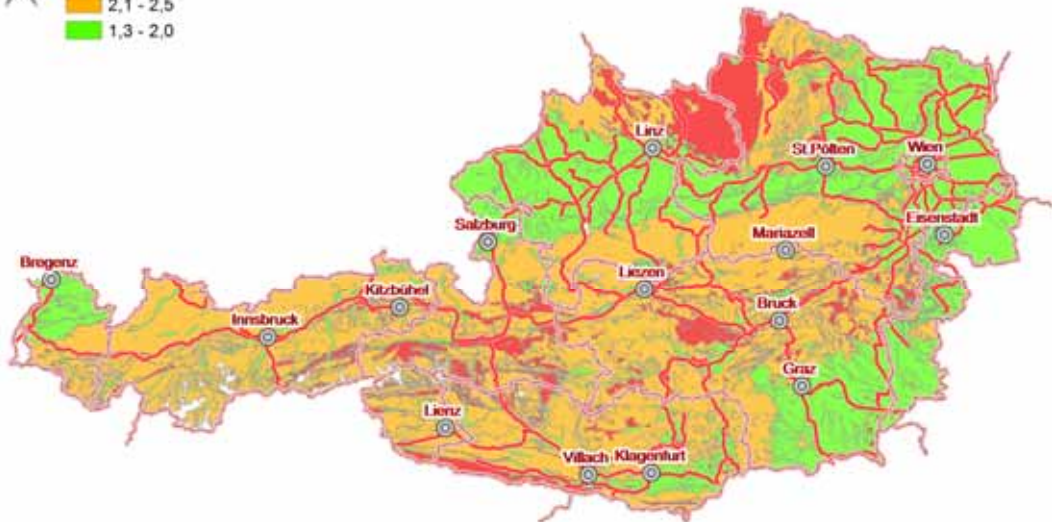 2,1 - 2,5
1,3 - 2,0
Linz
St.Pölten
Wien
Salzburg
Eisenstadt
Mariazell
Bregenz
Kitzbühel
Liezen
Innsbruck
Bruck
Graz
Lienz
Villach
Klagenfurt